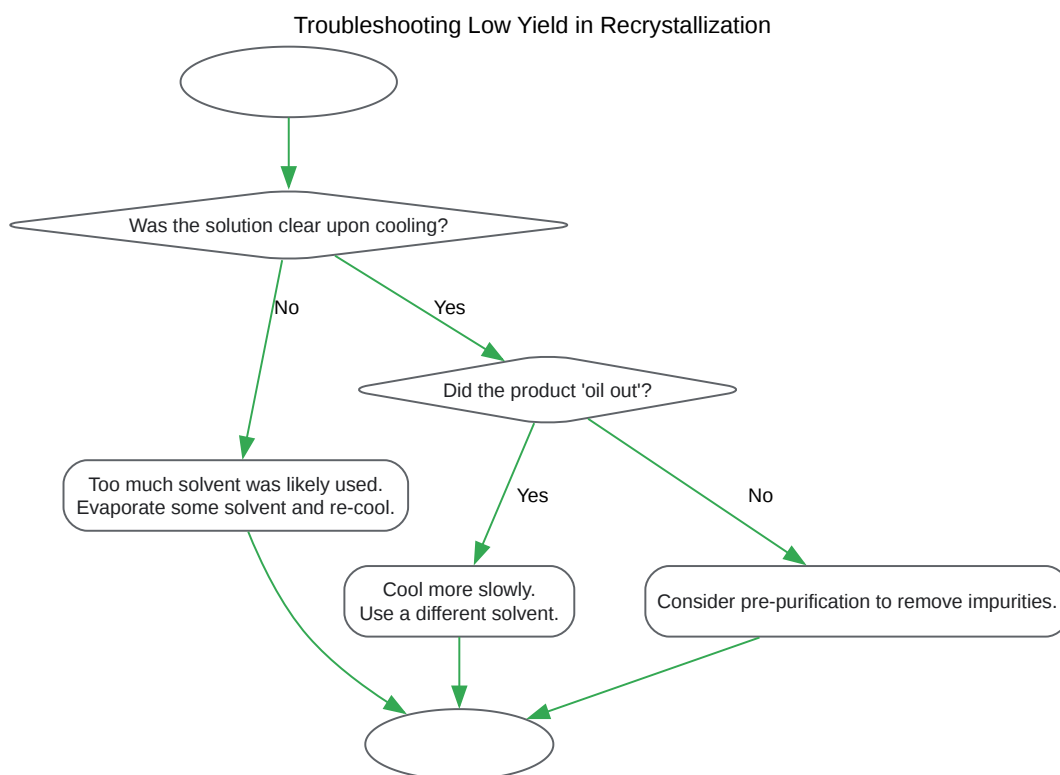 Troubleshooting Low Yield in Recrystallization
Was the solution clear upon cooling?
No
Yes
Did the product 'oil out'?
Too much solvent was likely used.
Evaporate some solvent and re-cool.
Yes
No
Cool more slowly.
Use a different solvent.
Consider pre-purification to remove impurities.